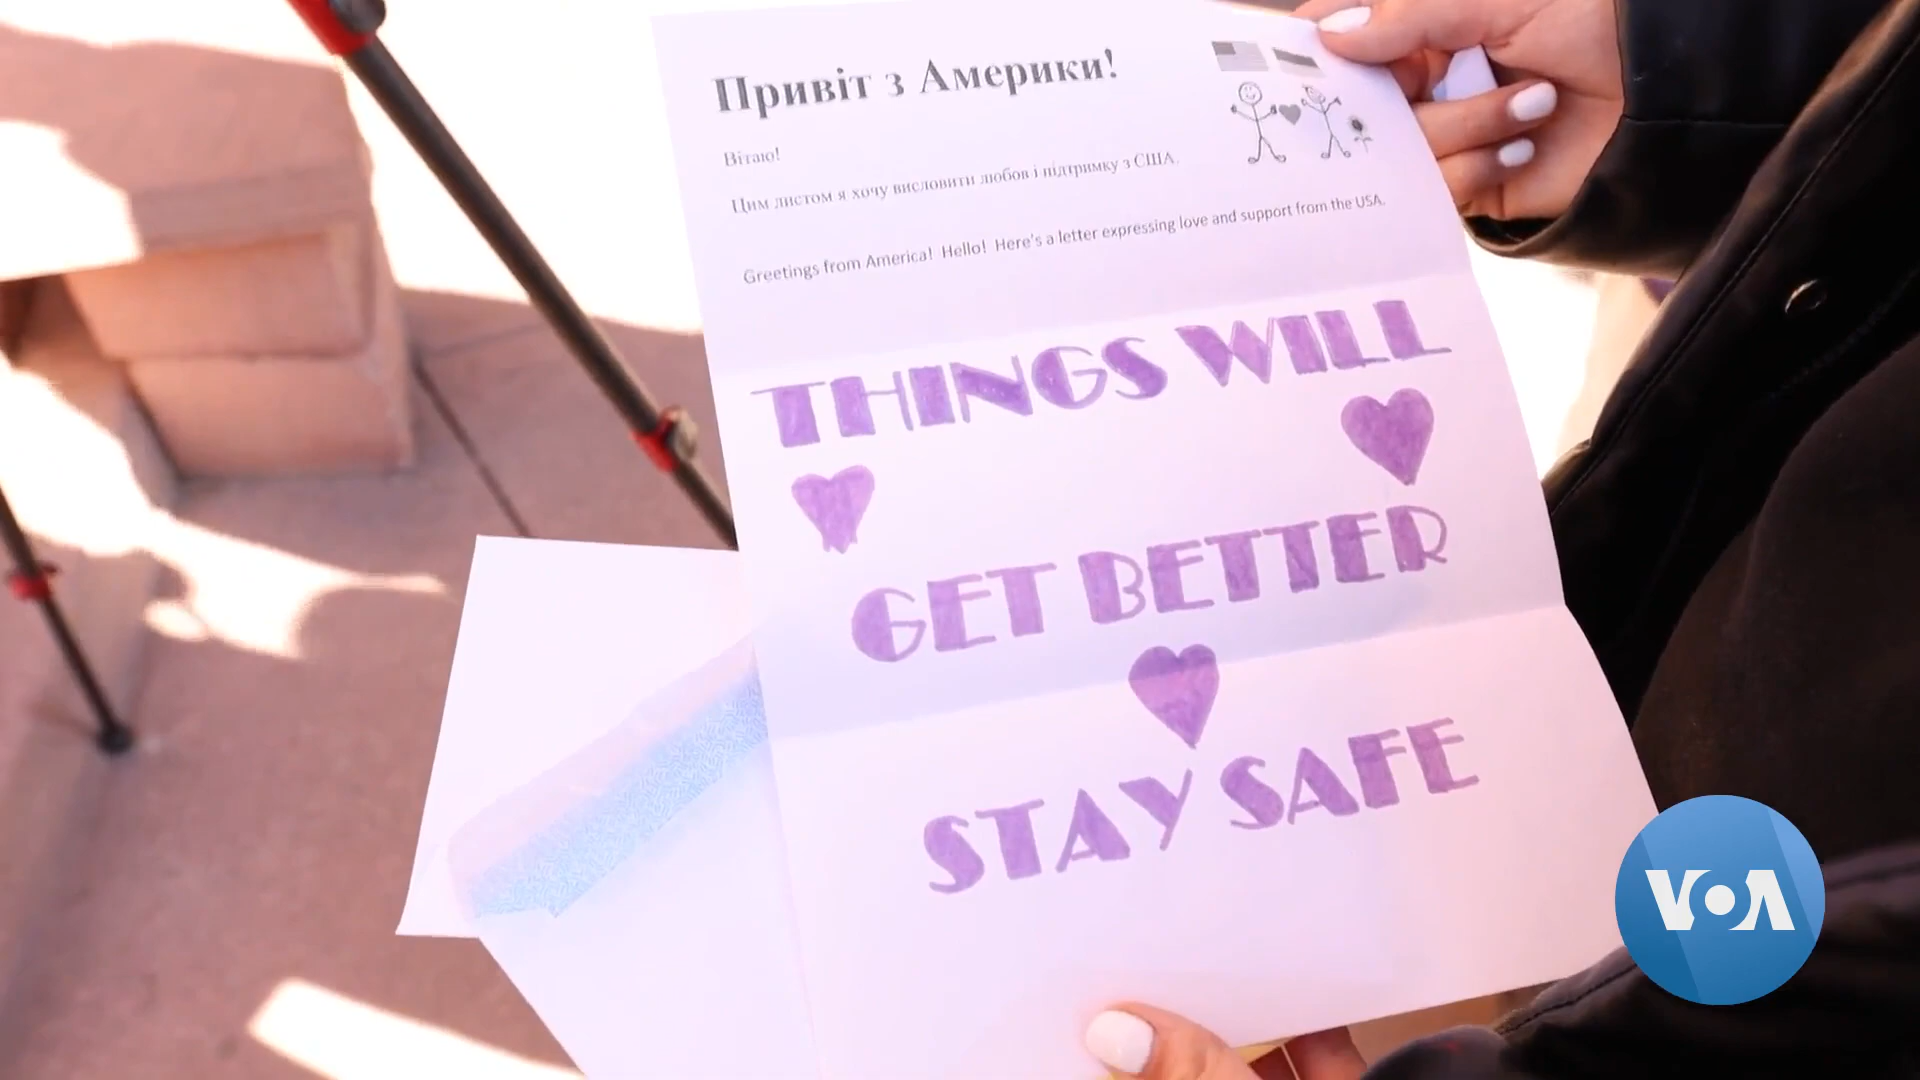 Привіт з Америки!
Вітаю!
Цим листом я хочу висловити любов і підтримку з США.
Greetings from America! Hello! Here's a letter expressing love and support from the USA.
THINGS WILL
GET BETTER
STAY SAFE
VOA